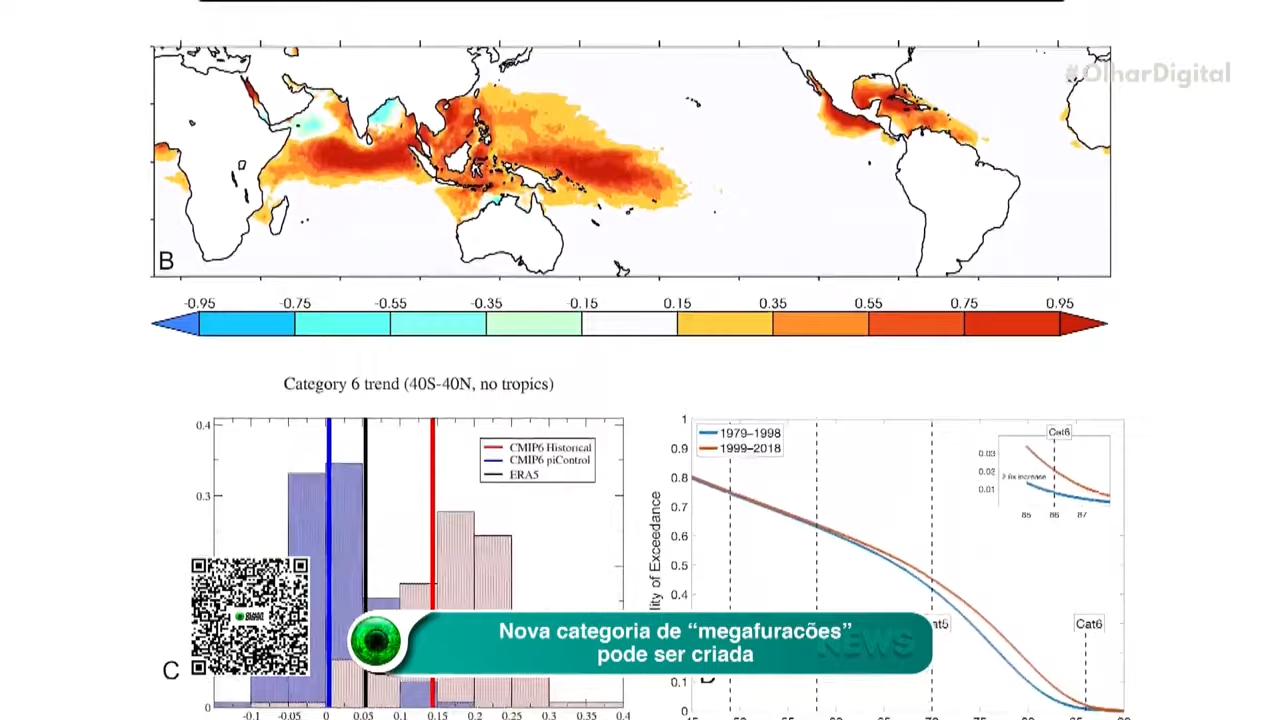 #OlharDigital
B
-0.95 -0.75 -0.55 -0.35 -0.15 0.15 0.35 0.55 0.75 0.95
Category 6 trend (40S-40N, no tropics)
0.4
0.3
0
CMIP6 Historical
CMIP6 piControl
ERA5
-0.1 -0.05 0 0.05 0.1 0.15 0.2 0.25 0.3 0.35 0.4
C
1
0.9
0.8
0.7
0.6
0.5
0.4
0.1
0
1979–1998
1999–2018
Cat6
0.03
0.02
0.01
85 86 87
Cat6
Nova categoria de “megafuracões”
pode ser criada
NEWS